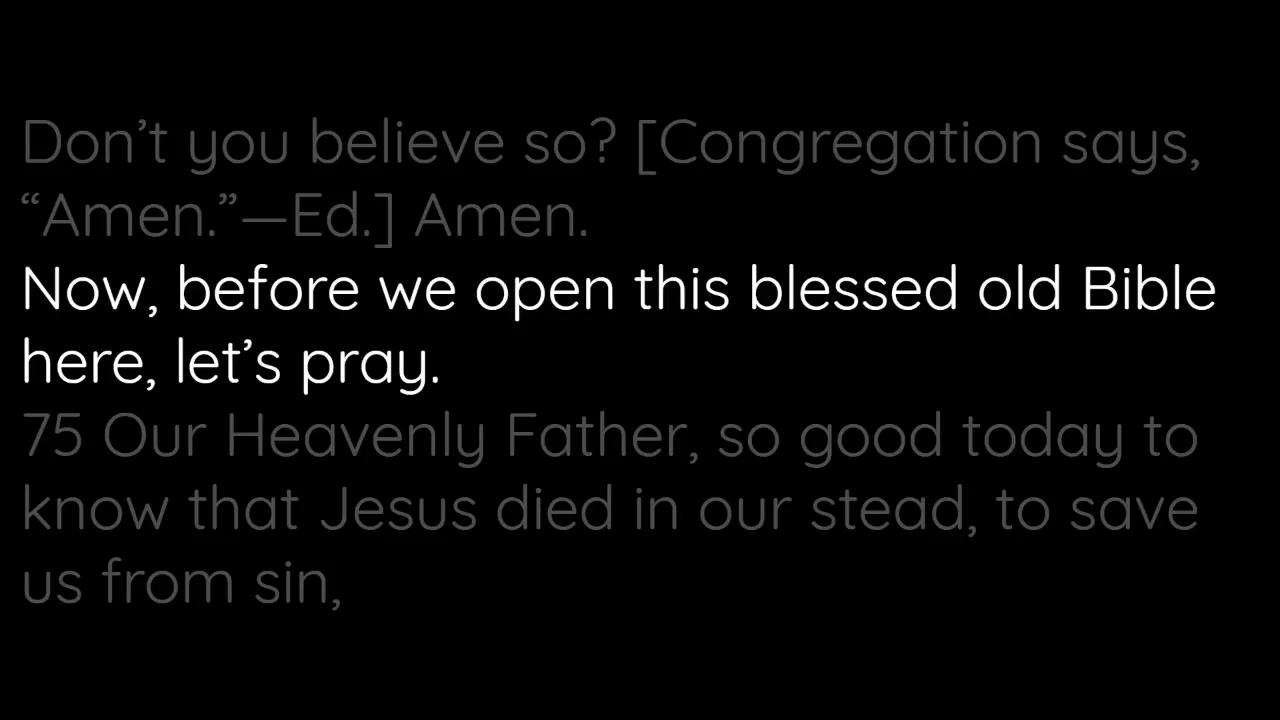 Don’t you believe so? [Congregation says,
“Amen.”—Ed.] Amen.
Now, before we open this blessed old Bible
here, let’s pray.
75 Our Heavenly Father, so good today to
know that Jesus died in our stead, to save
us from sin,